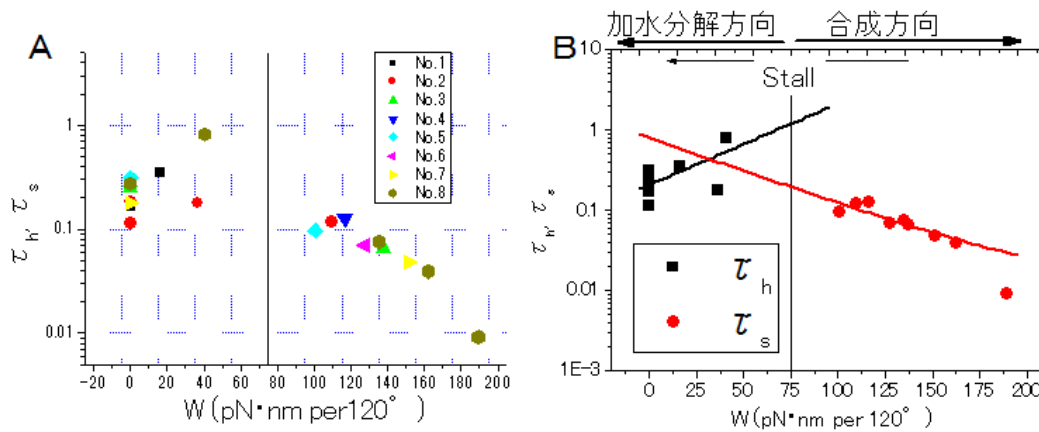 A
τh, τs
1
0.1
0.01
No.1
No.2
No.3
No.4
No.5
No.6
No.7
No.8
-20 0 20 40 60 80 100 120 140 160 180 200
W(pN・nm per120°)
B
加水分解方向 合成方向
Stall
τh, τs
10
1
0.1
0.01
1E-3
τh
τs
0 25 50 75 100 125 150 175 200
W(pN・nm per 120°)